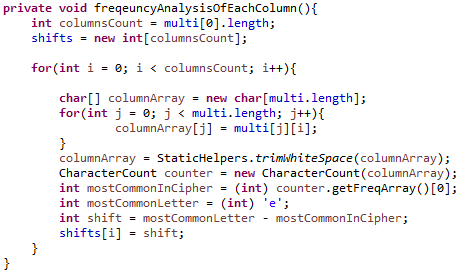 private void freqeuncyAnalysisOfEachColumn(){
int columnsCount = multi[0].length;
shifts = new int[columnsCount];
for(int i = 0; i < columnsCount; i++){
char[] columnArray = new char[multi.length];
for(int j = 0; j < multi.length; j++){
columnArray[j] = multi[j][i];
}
columnArray = StaticHelpers.trimWhiteSpace(columnArray);
CharacterCount counter = new CharacterCount(columnArray);
int mostCommonInCipher = (int) counter.getFreqArray()[0];
int mostCommonLetter = (int) 'e';
int shift = mostCommonLetter - mostCommonInCipher;
shifts[i] = shift;
}
}